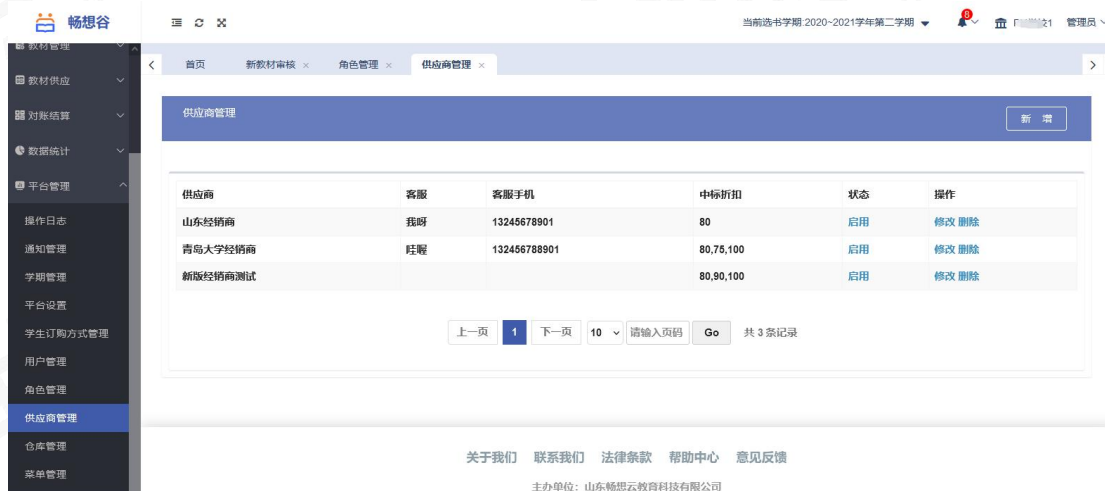 畅想谷
当前选书学期:2020~2021学年第二学期
8
管理员
教材管理
首页 新教材审核 × 角色管理 × 供应商管理 ×
教材供应
对账结算
数据统计
平台管理
操作日志
通知管理
学期管理
平台设置
学生订购方式管理
用户管理
角色管理
供应商管理
仓库管理
菜单管理
供应商管理
新 增
供应商 客服 客服手机 中标折扣 状态 操作
山东经销商 我呀 13245678901 80 启用 修改 删除
青岛大学经销商 132456788901 80,75,100 启用 修改 删除
新版经销商测试 80,90,100 启用 修改 删除
上一页 1 下一页 10 请输入页码 Go 共 3 条记录
关于我们 联系我们 法律条款 帮助中心 意见反馈
主办单位：山东畅想云教育科技有限公司